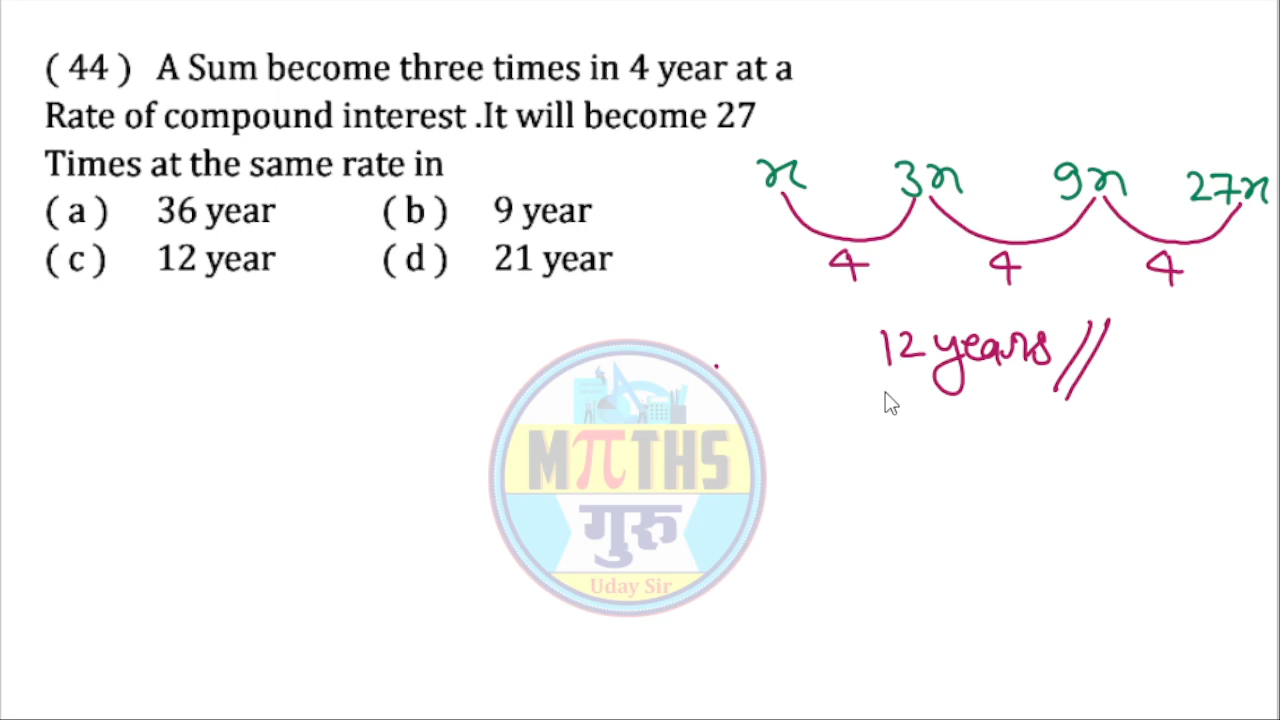 ( 44 ) A Sum become three times in 4 year at a
Rate of compound interest .It will become 27
Times at the same rate in
( a ) 36 year ( b ) 9 year
( c ) 12 year ( d ) 21 year
x 3x 9x 27x
4 4 4
12 years //
MπTHS
गुरु
Uday Sir